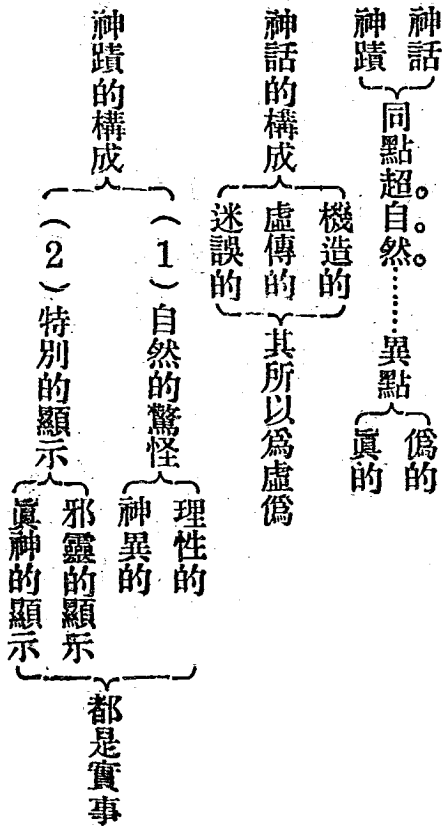 神話
神蹟
同點超自然……異點
僞的
眞的
神話的構成
機造的
虛傳的
迷誤的
其所以爲虛僞
神蹟的構成
（1）自然的驚怪
理性的
神異的
（2）特別的顯示
邪靈的顯示
眞神的顯示
都是實事